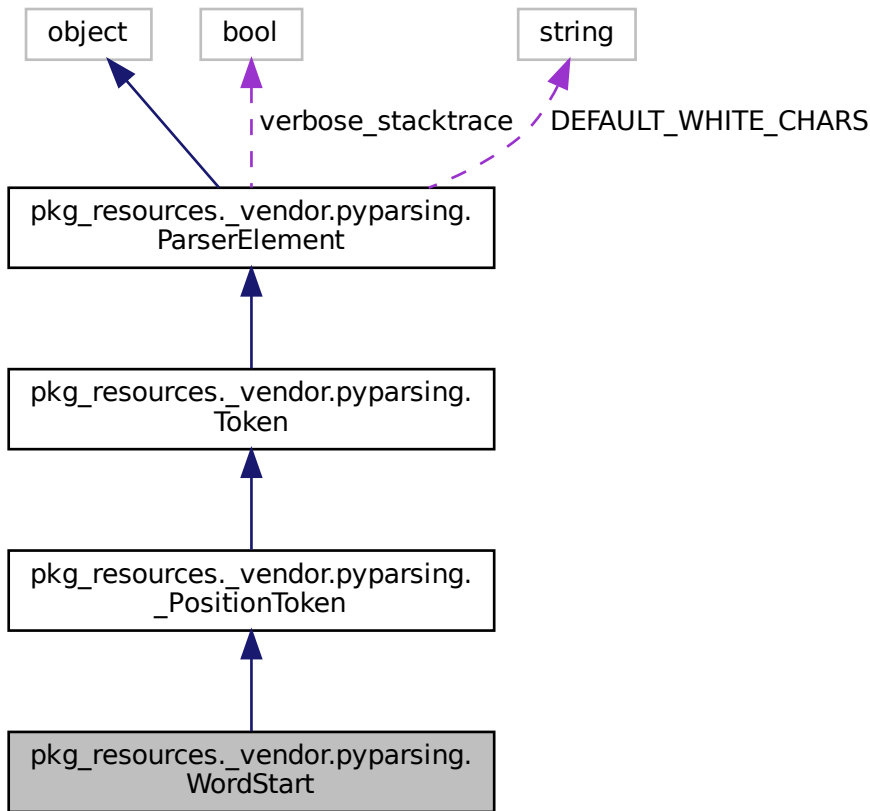 object
bool
string
verbose_stacktrace
DEFAULT_WHITE_CHARS
pkg_resources._vendor.pyparsing.
ParserElement
pkg_resources._vendor.pyparsing.
Token
pkg_resources._vendor.pyparsing.
_PositionToken
pkg_resources._vendor.pyparsing.
WordStart